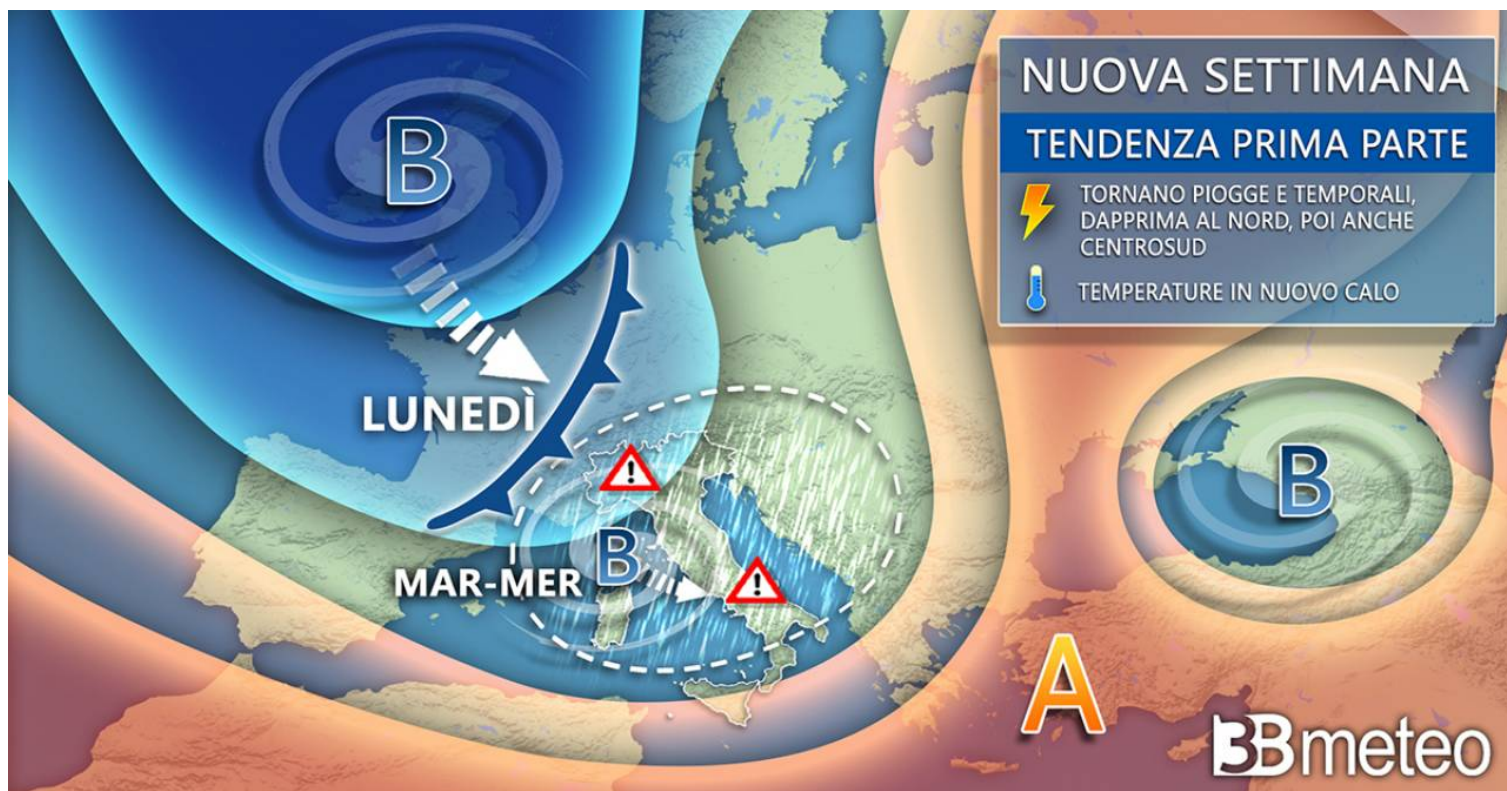 NUOVA SETTIMANA
TENDENZA PRIMA PARTE
TORNANO PIOGGE E TEMPORALI,
DAPPRIMA AL NORD, POI ANCHE
CENTROSUD
TEMPERATURE IN NUOVO CALO
B
LUNEDÌ
!
B
B
MAR-MER
!
A
3Bmeteo